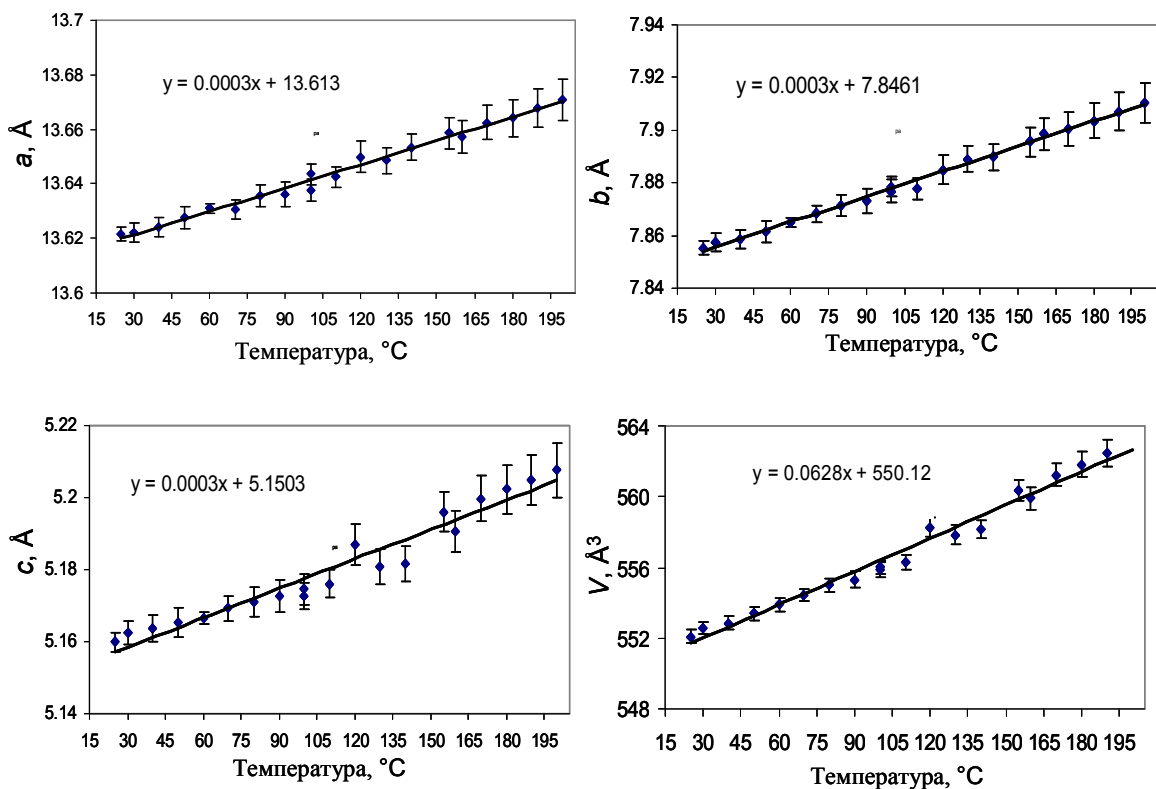 13.7
13.68
13.66
13.64
13.62
13.6
a, Å
y = 0.0003x + 13.613
15 30 45 60 75 90 105 120 135 150 165 180 195
Температура, °C
7.94
7.92
7.9
7.88
7.86
7.84
b, Å
y = 0.0003x + 7.8461
15 30 45 60 75 90 105 120 135 150 165 180 195
Температура, °C
5.22
5.2
5.18
5.16
5.14
c, Å
y = 0.0003x + 5.1503
15 30 45 60 75 90 105 120 135 150 165 180 195
Температура, °C
564
560
556
552
548
V, Å³
y = 0.0628x + 550.12
15 30 45 60 75 90 105 120 135 150 165 180 195
Температура, °C